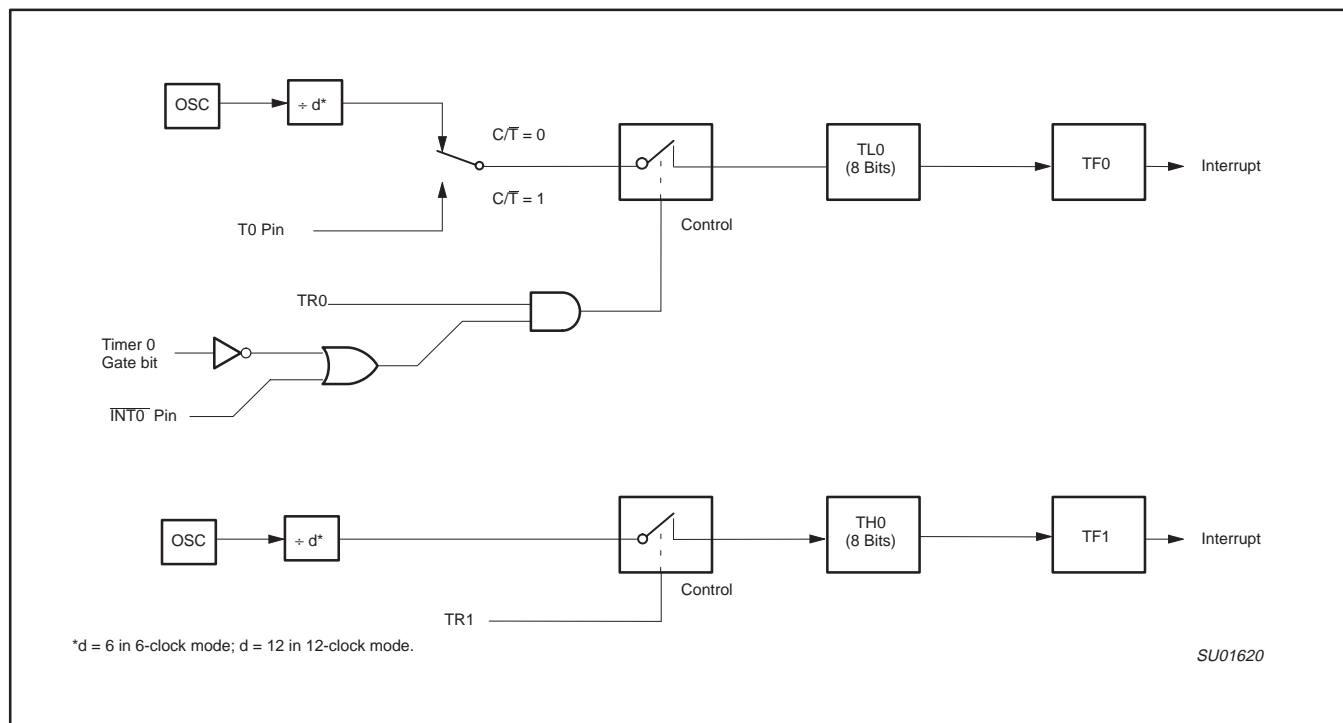 OSC
÷ d*
C/T̅ = 0
C/T̅ = 1
T0 Pin
Control
TL0
(8 Bits)
TF0
Interrupt
TR0
Timer 0
Gate bit
I̅N̅T̅0̅ Pin
OSC
÷ d*
Control
TH0
(8 Bits)
TF1
Interrupt
TR1
*d = 6 in 6-clock mode; d = 12 in 12-clock mode.
SU01620